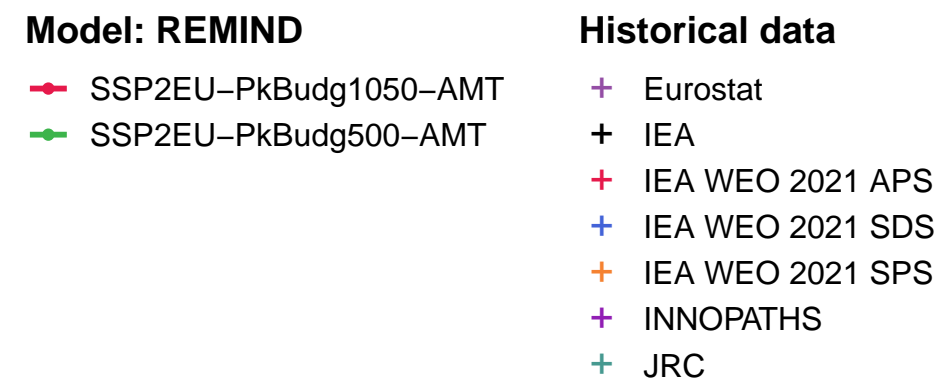 Model: REMIND
SSP2EU−PkBudg1050−AMT
SSP2EU−PkBudg500−AMT
Historical data
Eurostat
IEA
IEA WEO 2021 APS
IEA WEO 2021 SDS
IEA WEO 2021 SPS
INNOPATHS
JRC